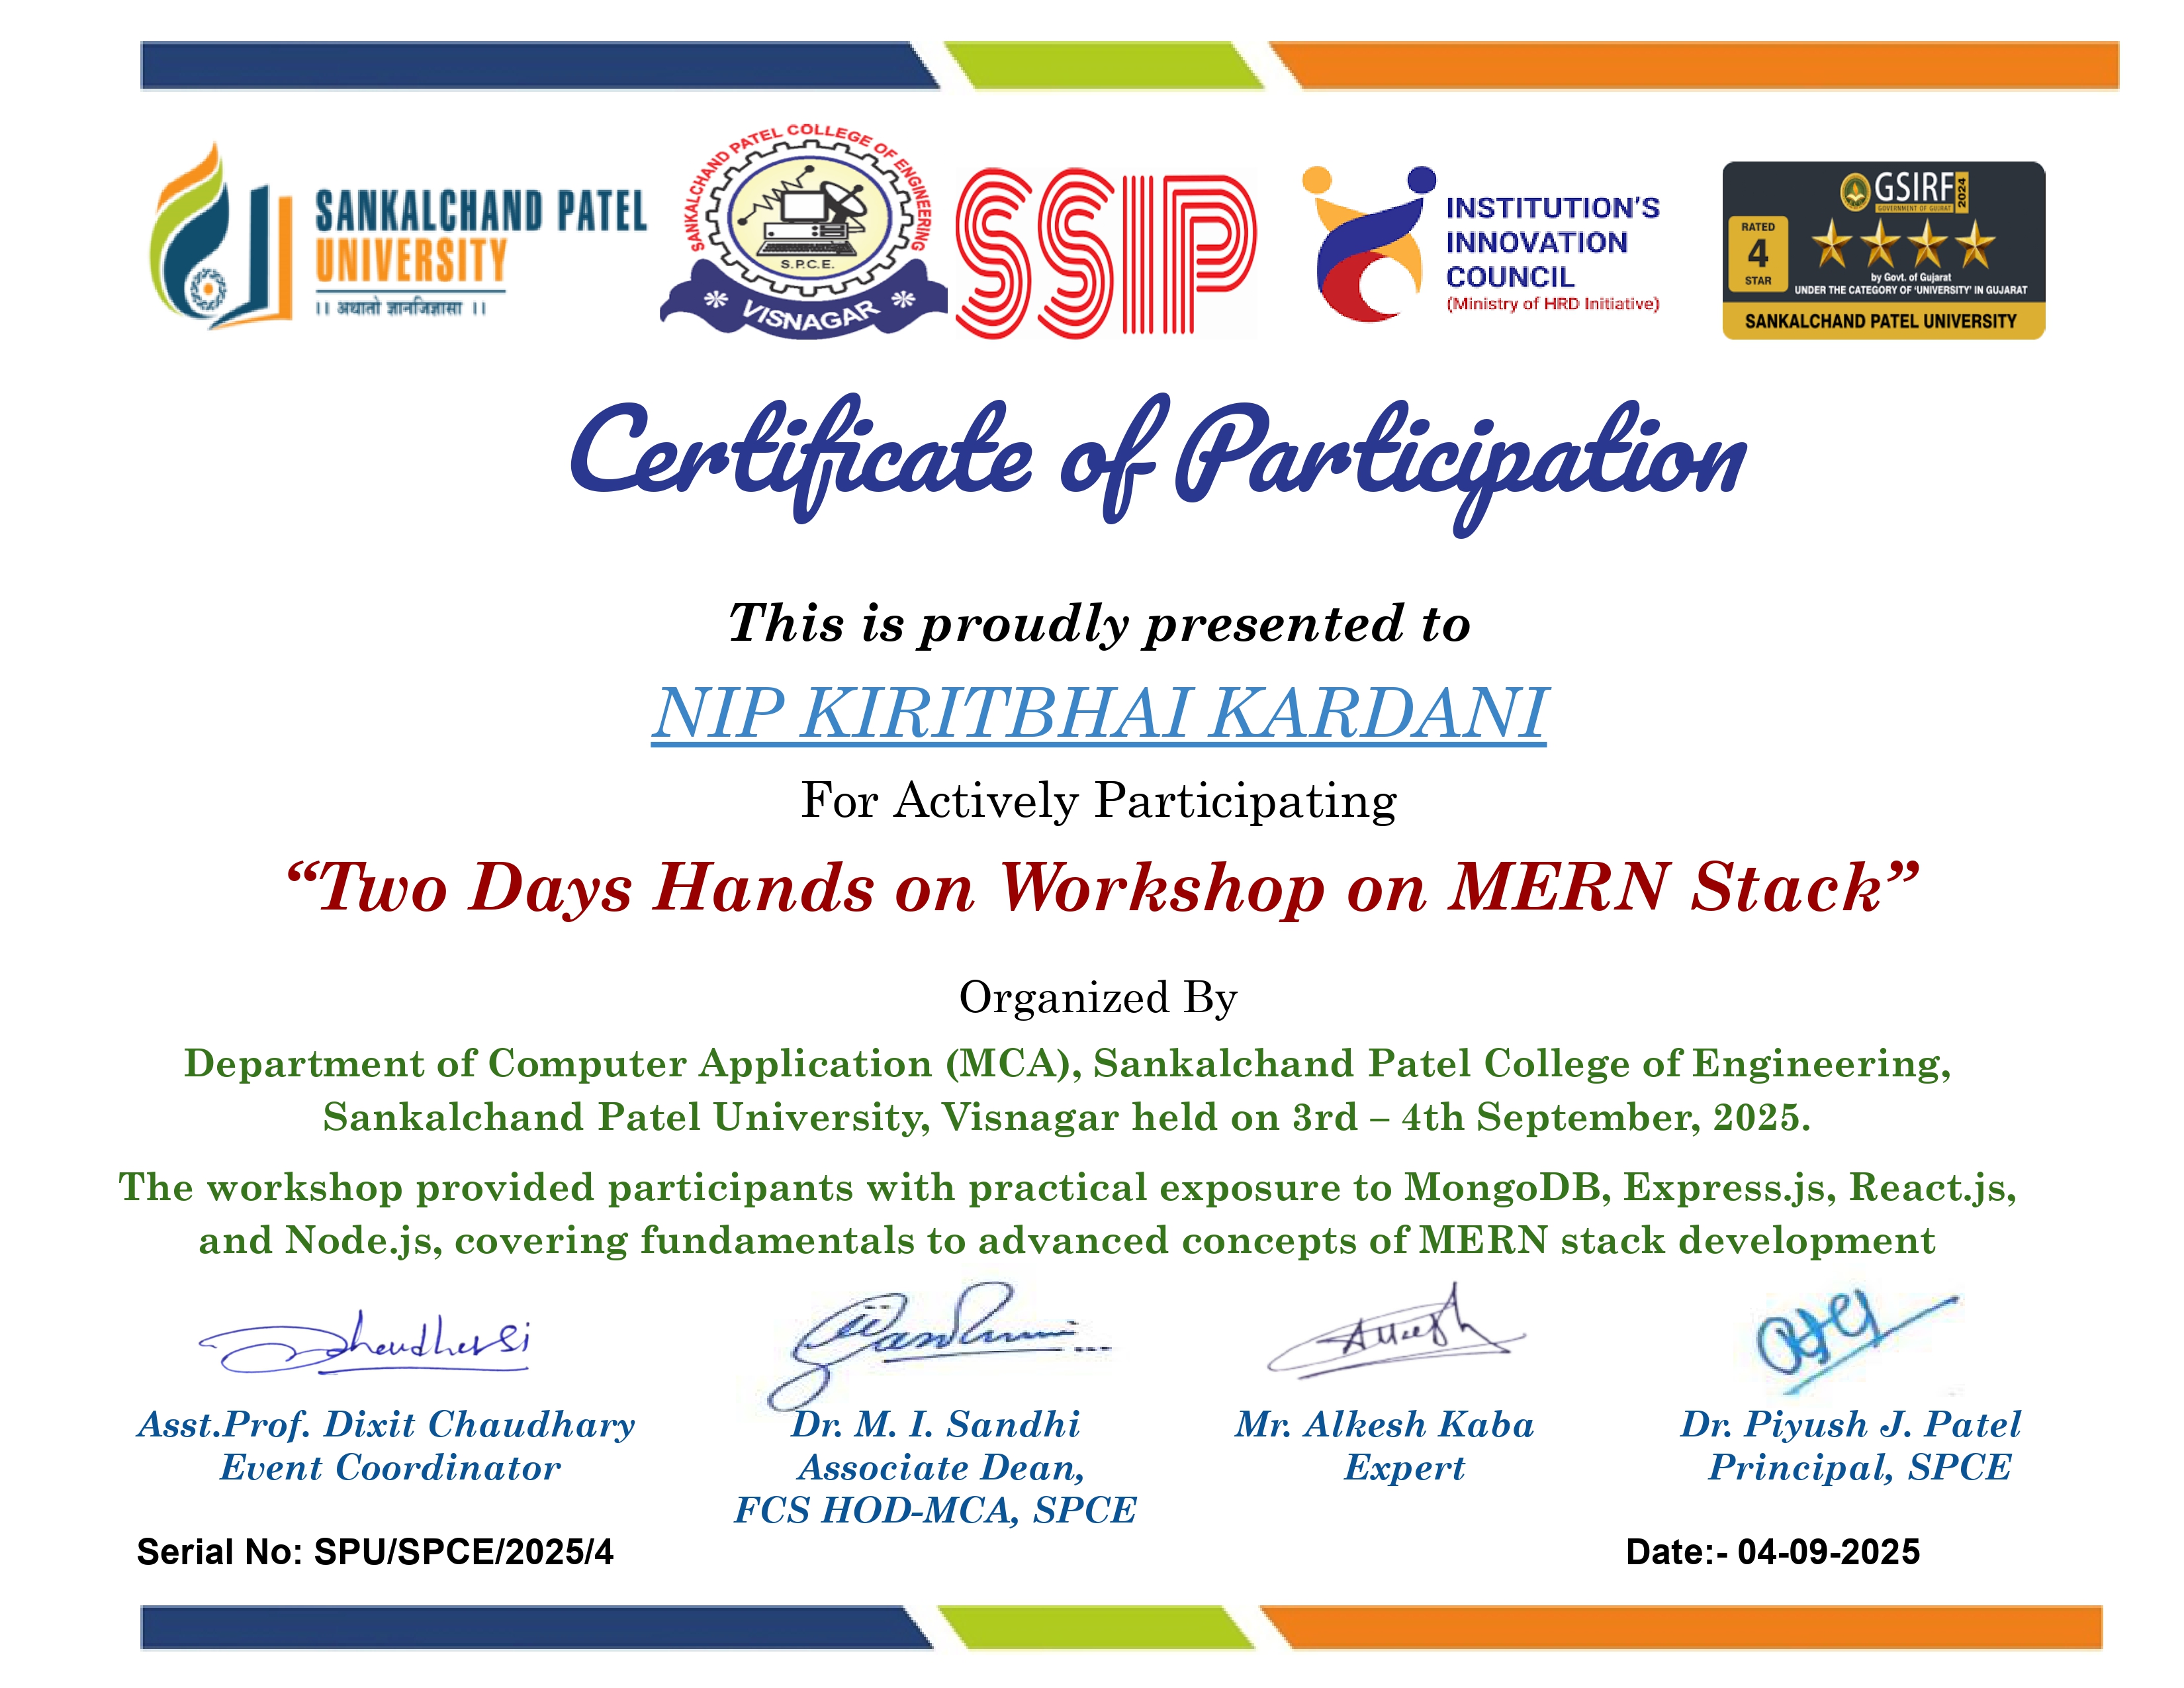 SANKALCHAND PATEL
UNIVERSITY
।। अथातो ज्ञानजिज्ञासा ।।
SANKALCHAND PATEL COLLEGE OF ENGINEERING
S.P.C.E.
VISNAGAR
SSIP
INSTITUTION'S
INNOVATION
COUNCIL
(Ministry of HRD Initiative)
GSIRF 2024
GOVERNMENT OF GUJRAT
RATED
4
STAR
by Govt. of Gujarat
UNDER THE CATEGORY OF 'UNIVERSITY' IN GUJARAT
SANKALCHAND PATEL UNIVERSITY
Certificate of Participation
This is proudly presented to
NIP KIRITBHAI KARDANI
For Actively Participating
“Two Days Hands on Workshop on MERN Stack”
Organized By
Department of Computer Application (MCA), Sankalchand Patel College of Engineering,
Sankalchand Patel University, Visnagar held on 3rd – 4th September, 2025.
The workshop provided participants with practical exposure to MongoDB, Express.js, React.js,
and Node.js, covering fundamentals to advanced concepts of MERN stack development
Asst.Prof. Dixit Chaudhary
Event Coordinator
Dr. M. I. Sandhi
Associate Dean,
FCS HOD-MCA, SPCE
Mr. Alkesh Kaba
Expert
Dr. Piyush J. Patel
Principal, SPCE
Serial No: SPU/SPCE/2025/4
Date:- 04-09-2025